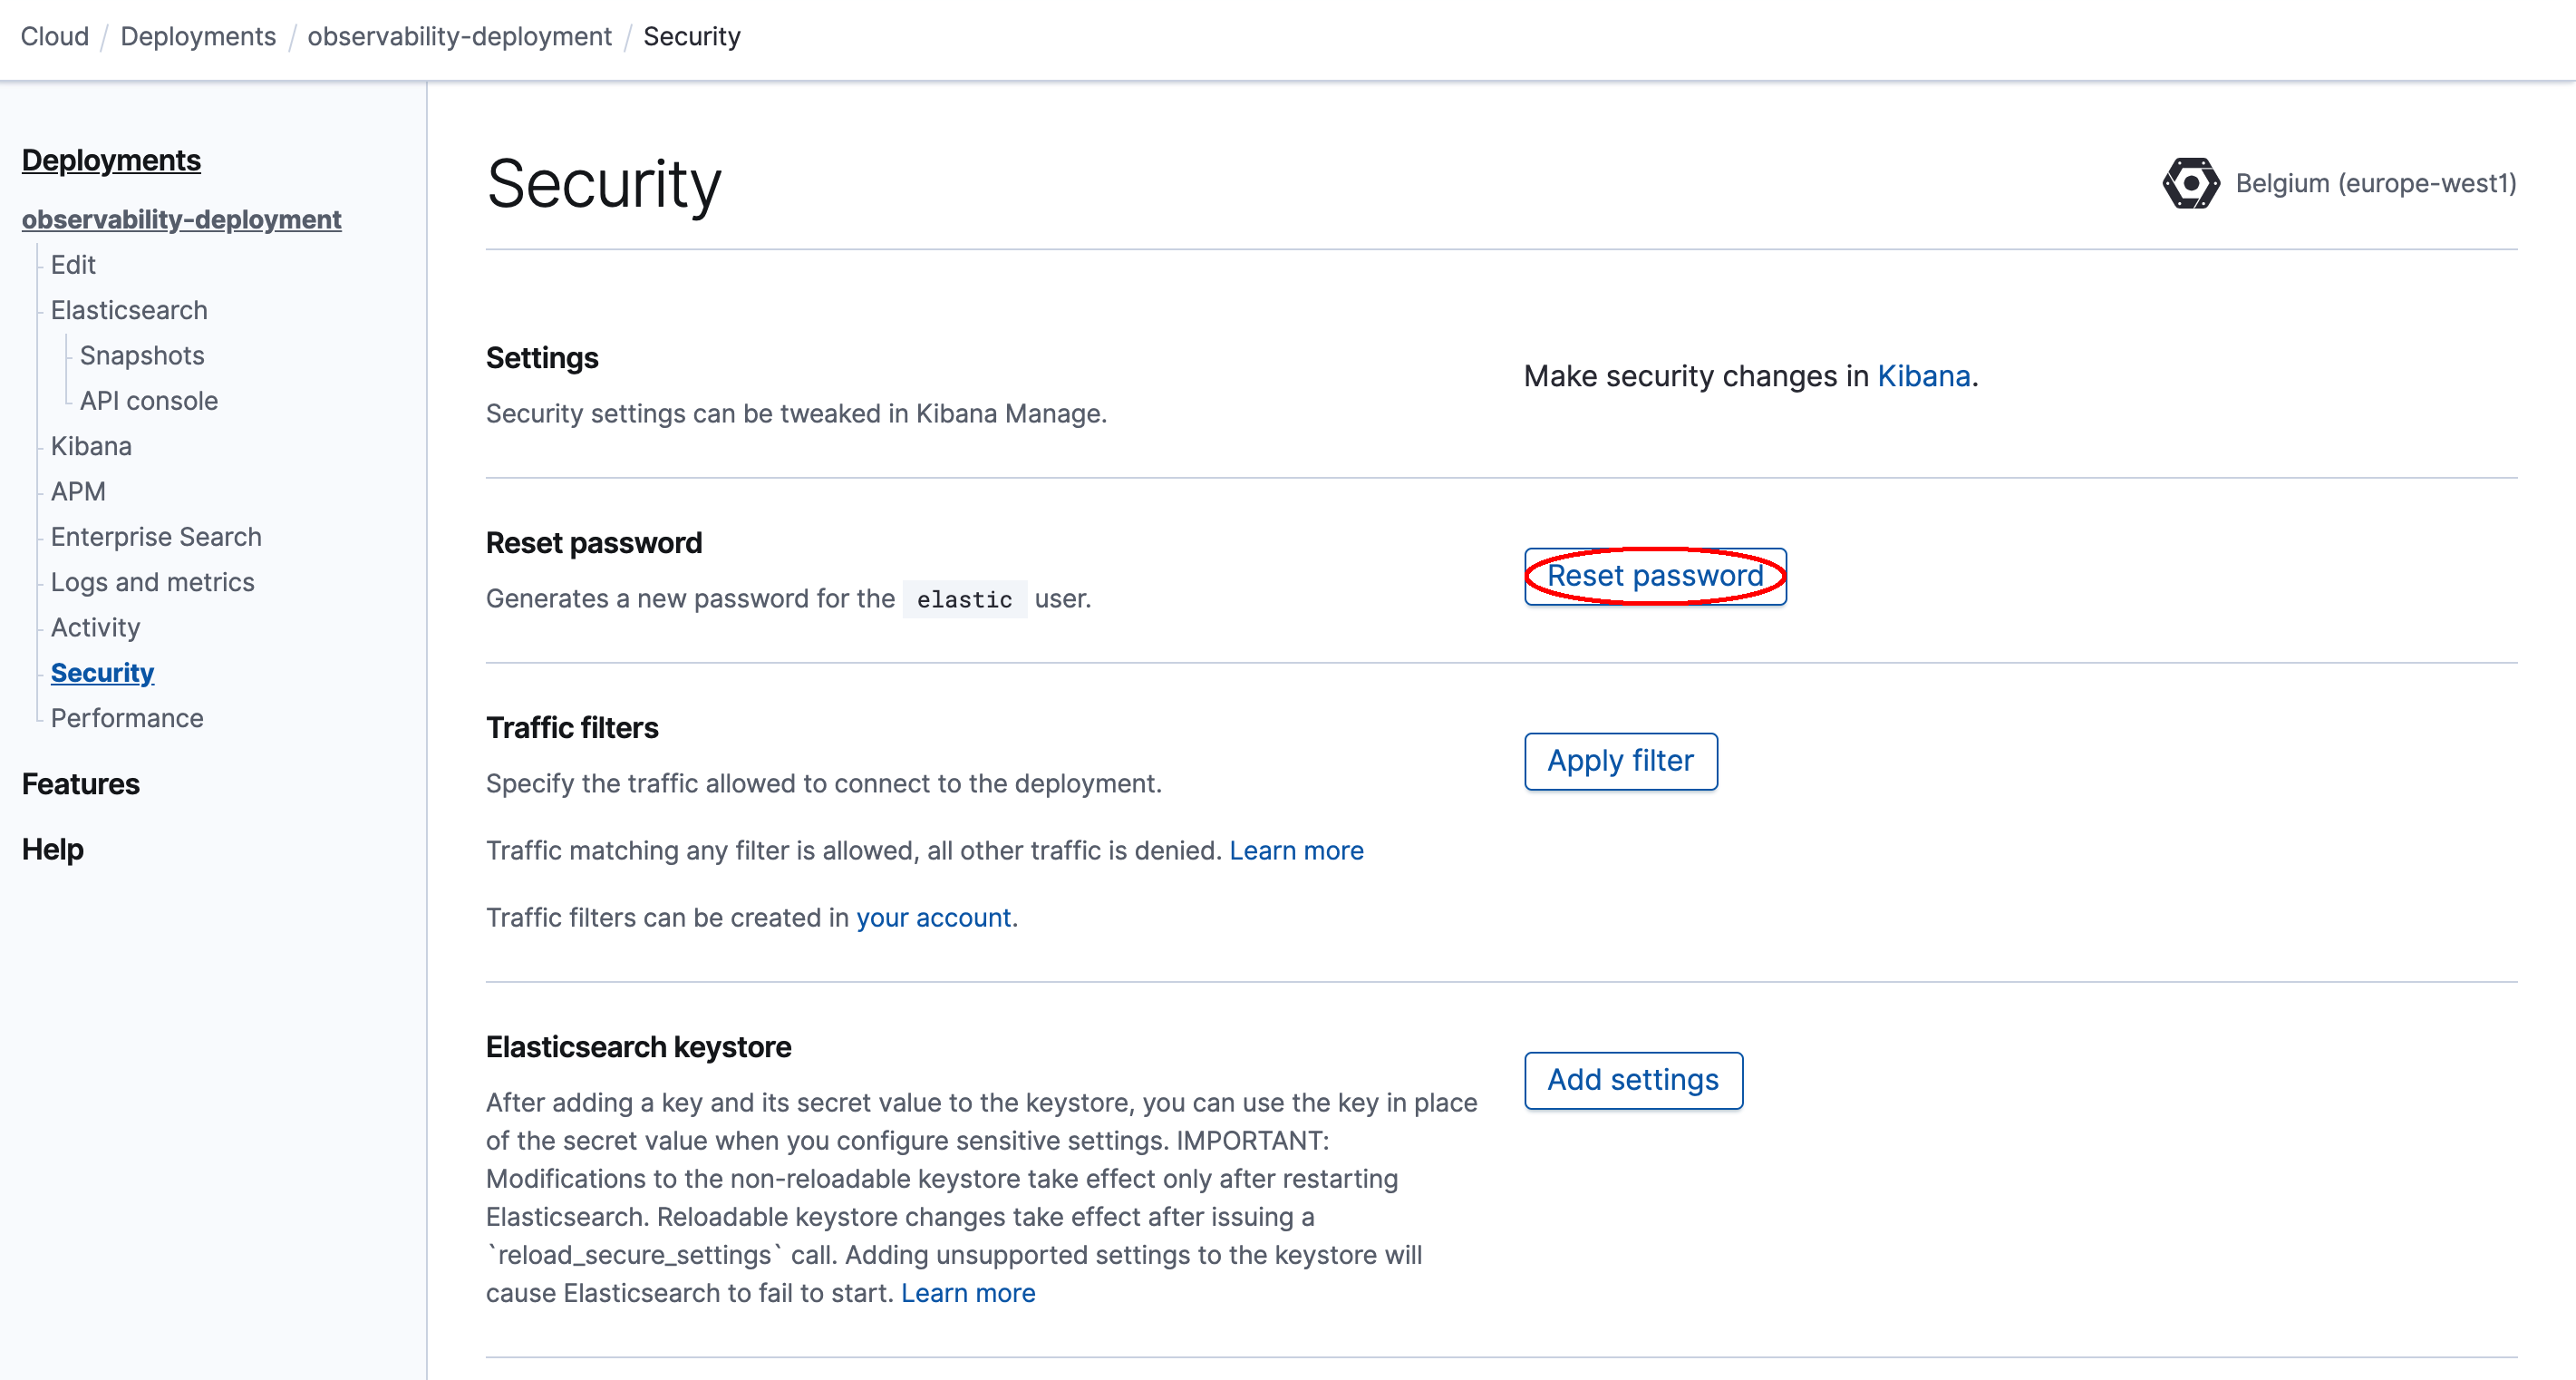 Cloud / Deployments / observability-deployment / Security
Deployments
observability-deployment
Edit
Elasticsearch
Snapshots
API console
Kibana
APM
Enterprise Search
Logs and metrics
Activity
Security
Performance
Features
Help
Security
Belgium (europe-west1)
Settings
Security settings can be tweaked in Kibana Manage.
Make security changes in Kibana.
Reset password
Generates a new password for the elastic user.
Reset password
Traffic filters
Specify the traffic allowed to connect to the deployment.
Traffic matching any filter is allowed, all other traffic is denied. Learn more
Traffic filters can be created in your account.
Apply filter
Elasticsearch keystore
After adding a key and its secret value to the keystore, you can use the key in place
of the secret value when you configure sensitive settings. IMPORTANT:
Modifications to the non-reloadable keystore take effect only after restarting
Elasticsearch. Reloadable keystore changes take effect after issuing a
`reload_secure_settings` call. Adding unsupported settings to the keystore will
cause Elasticsearch to fail to start. Learn more
Add settings